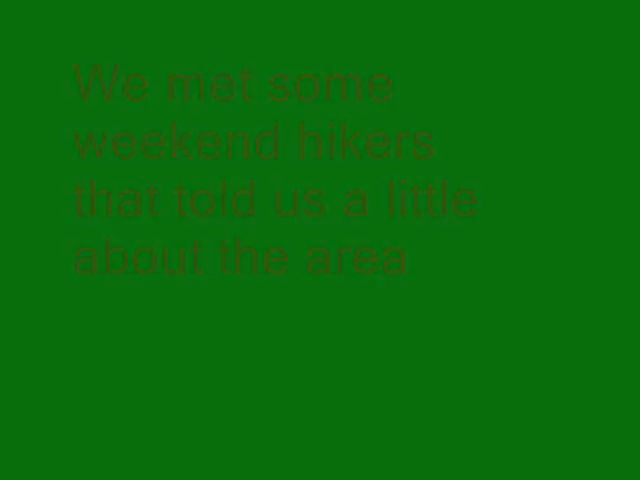 We met some
weekend hikers
that told us a little
about the area